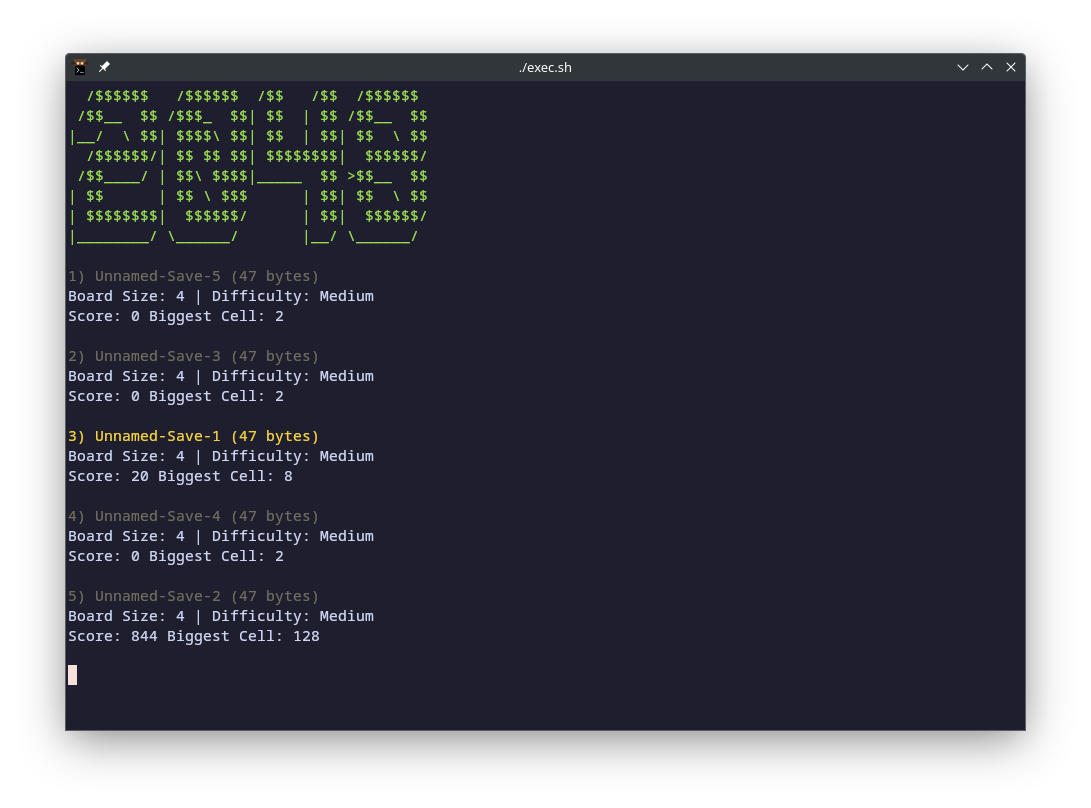 ./exec.sh
  /$$$$$$   /$$$$$$  /$$   /$$  /$$$$$$
 /$$__  $$ /$$$_  $$| $$  | $$ /$$__  $$
|__/  \ $$| $$$$\ $$| $$  | $$| $$  \ $$
  /$$$$$$/| $$ $$ $$| $$$$$$$$|  $$$$$$/
 /$$____/ | $$\ $$$$|_____  $$ >$$__  $$
| $$      | $$ \ $$$      | $$| $$  \ $$
| $$$$$$$$|  $$$$$$/      | $$|  $$$$$$/
|________/ \______/       |__/ \______/
1) Unnamed-Save-5 (47 bytes)
Board Size: 4 | Difficulty: Medium
Score: 0 Biggest Cell: 2
2) Unnamed-Save-3 (47 bytes)
Board Size: 4 | Difficulty: Medium
Score: 0 Biggest Cell: 2
3) Unnamed-Save-1 (47 bytes)
Board Size: 4 | Difficulty: Medium
Score: 20 Biggest Cell: 8
4) Unnamed-Save-4 (47 bytes)
Board Size: 4 | Difficulty: Medium
Score: 0 Biggest Cell: 2
5) Unnamed-Save-2 (47 bytes)
Board Size: 4 | Difficulty: Medium
Score: 844 Biggest Cell: 128